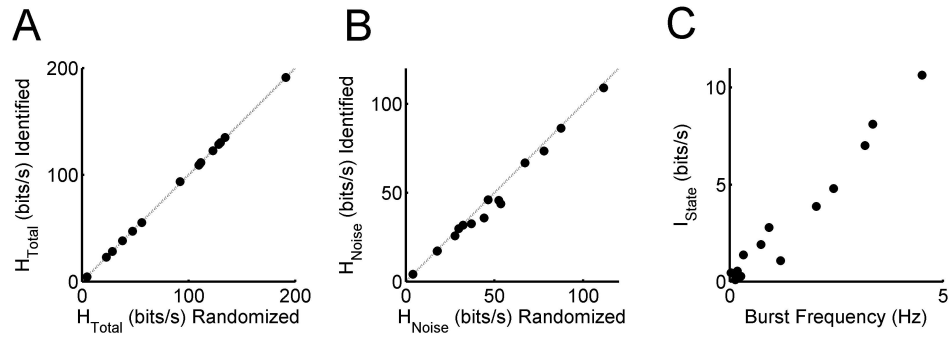 A
B
C
200
100
0
H_Total (bits/s) Identified
0
100
200
H_Total (bits/s) Randomized
100
50
0
H_Noise (bits/s) Identified
0
50
100
H_Noise (bits/s) Randomized
10
5
0
I_State (bits/s)
0
5
Burst Frequency (Hz)